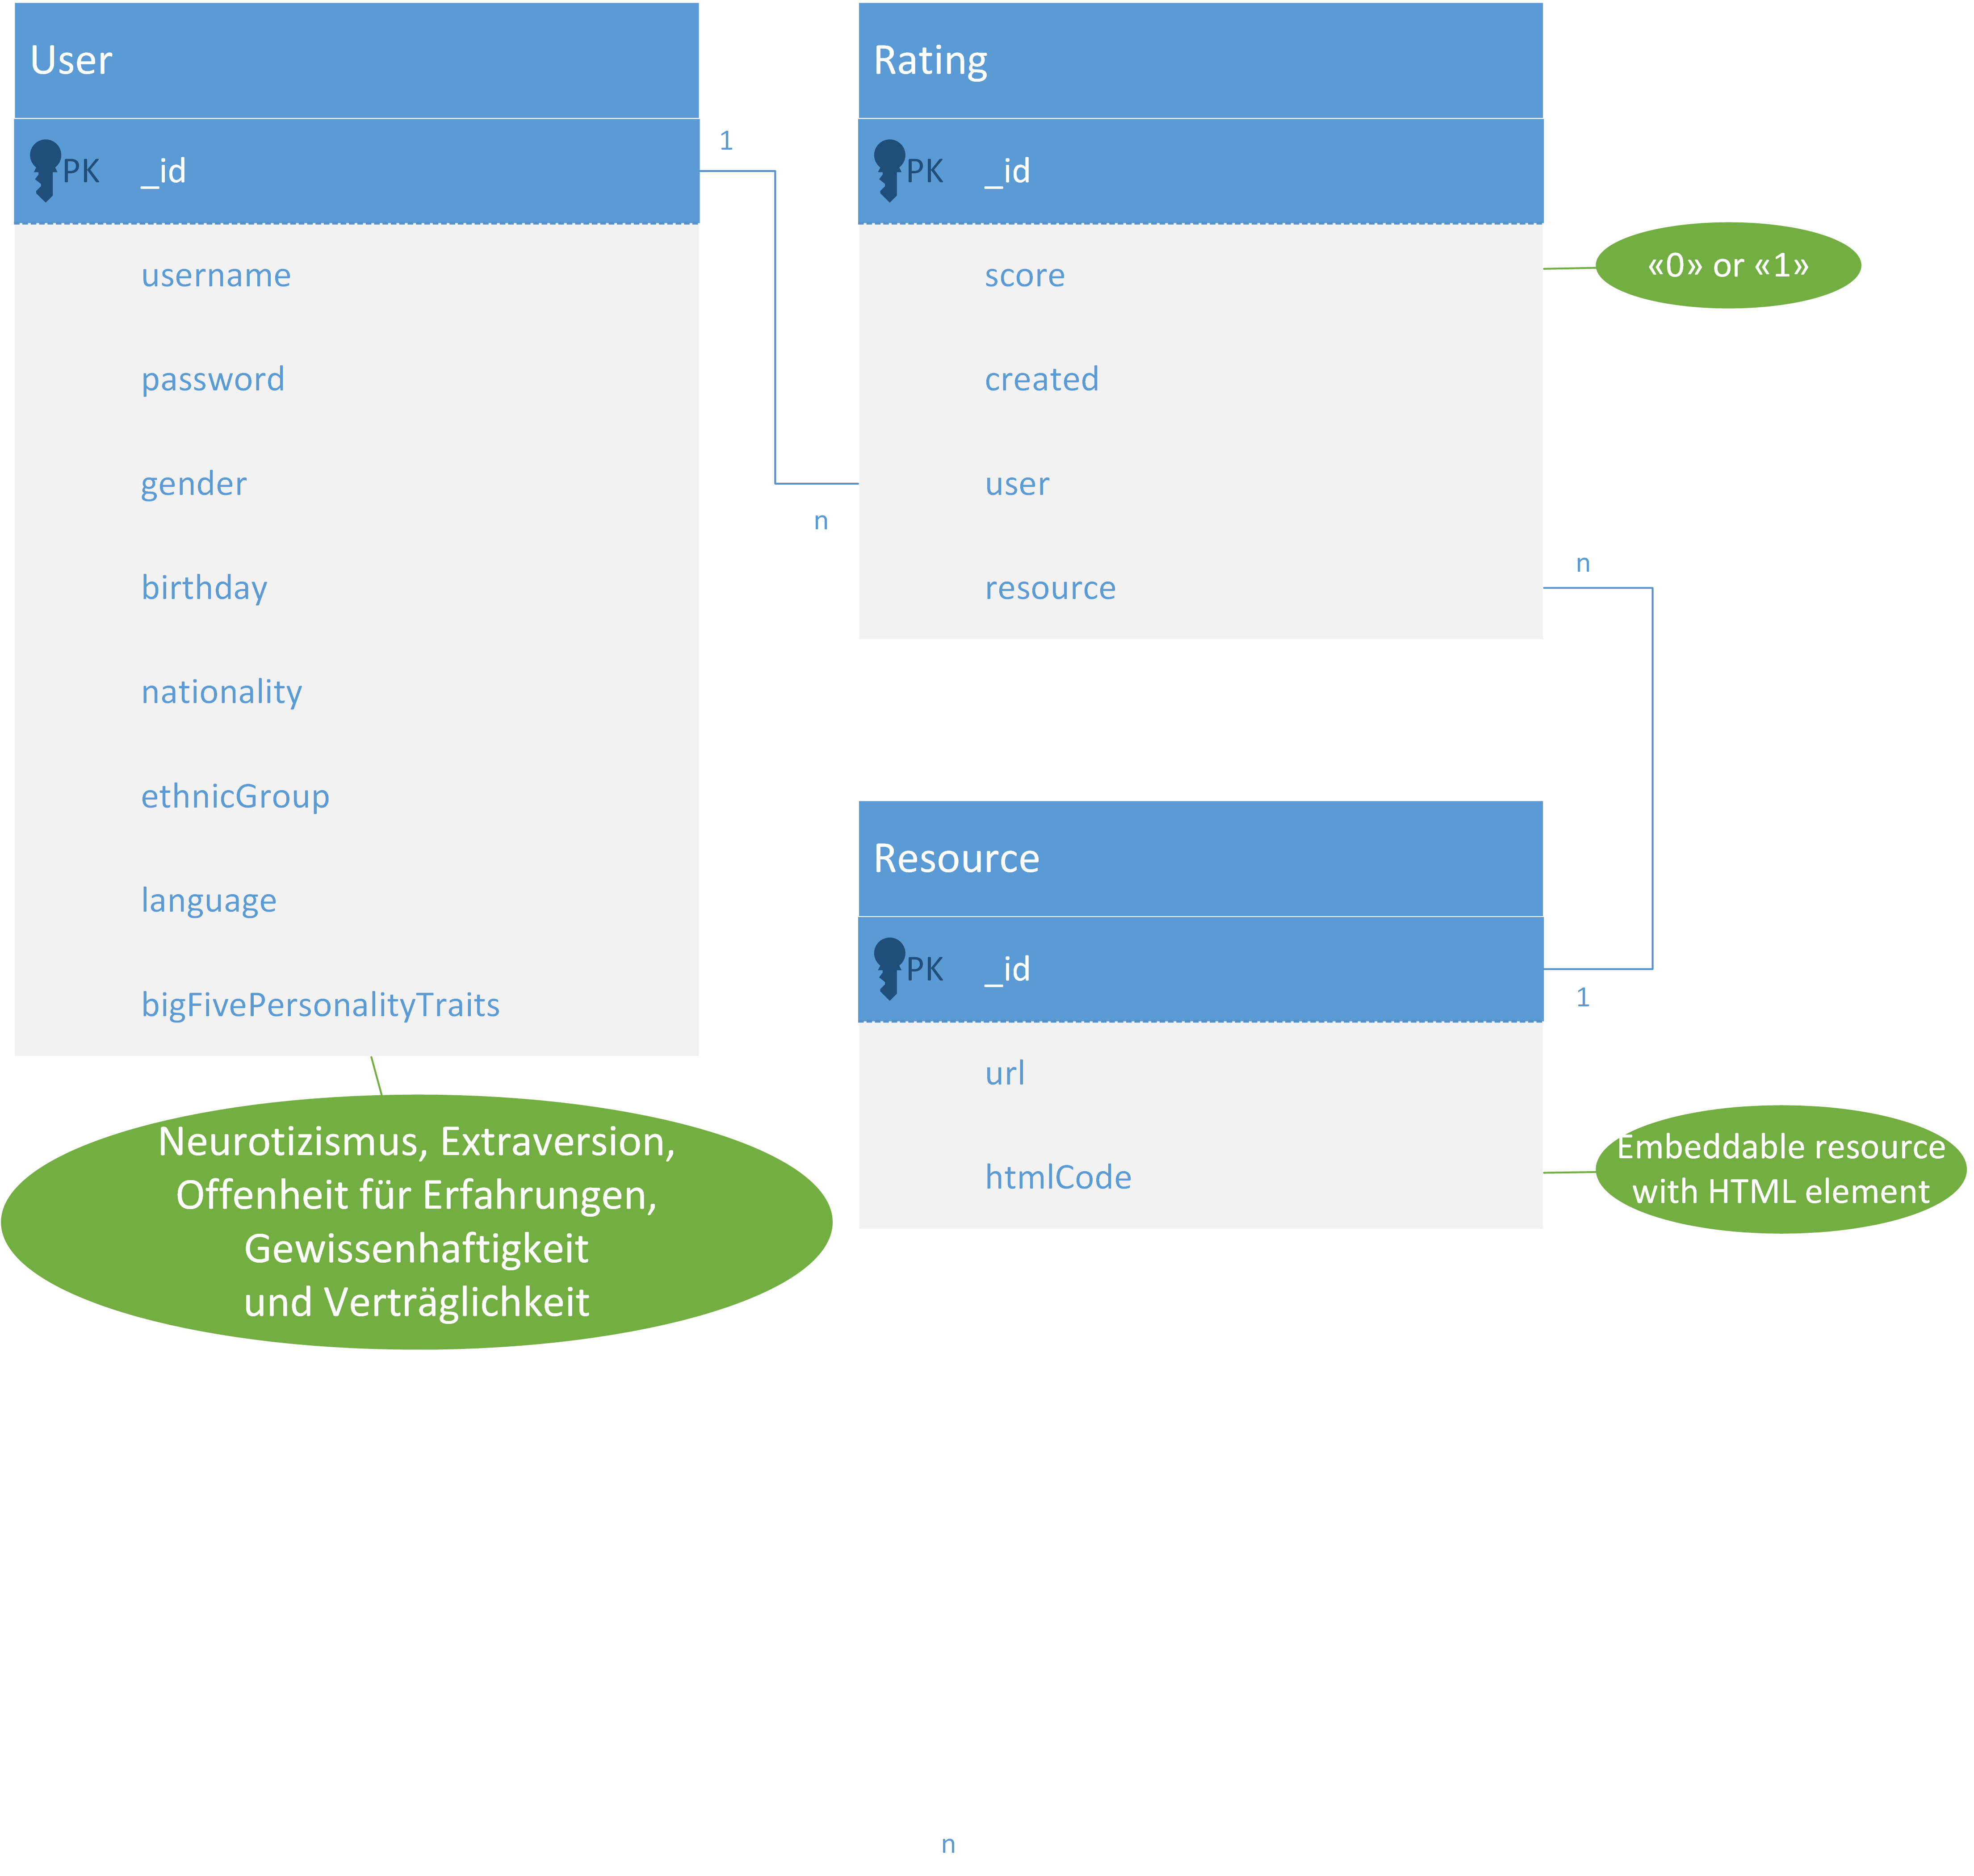 User
PK _id
username
password
gender
birthday
nationality
ethnicGroup
language
bigFivePersonalityTraits
Neurotizismus, Extraversion,
Offenheit für Erfahrungen,
Gewissenhaftigkeit
und Verträglichkeit
1
n
Rating
PK _id
score
created
user
resource
«0» or «1»
n
1
Resource
PK _id
url
htmlCode
Embeddable resource
with HTML element
n